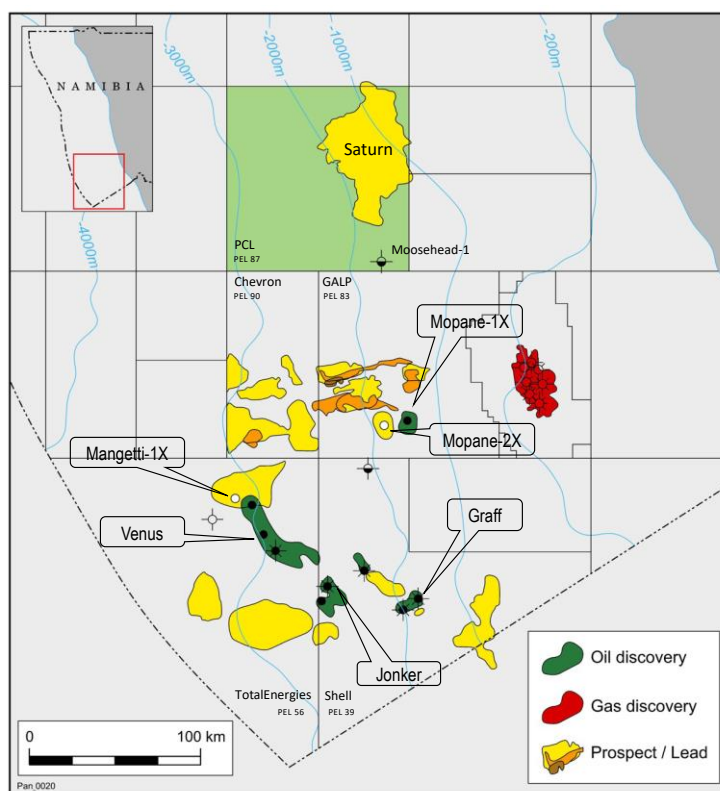 -3000m
-2000m
-1000m
-200m
NAMIBIA
-4000m
Saturn
Moosehead-1
PCL
PEL 87
Chevron
PEL 90
GALP
PEL 83
Mopane-1X
Mopane-2X
Mangetti-1X
Venus
Graff
Jonker
TotalEnergies
PEL 56
Shell
PEL 39
Oil discovery
Gas discovery
Prospect / Lead
0
100 km
Pan_0020